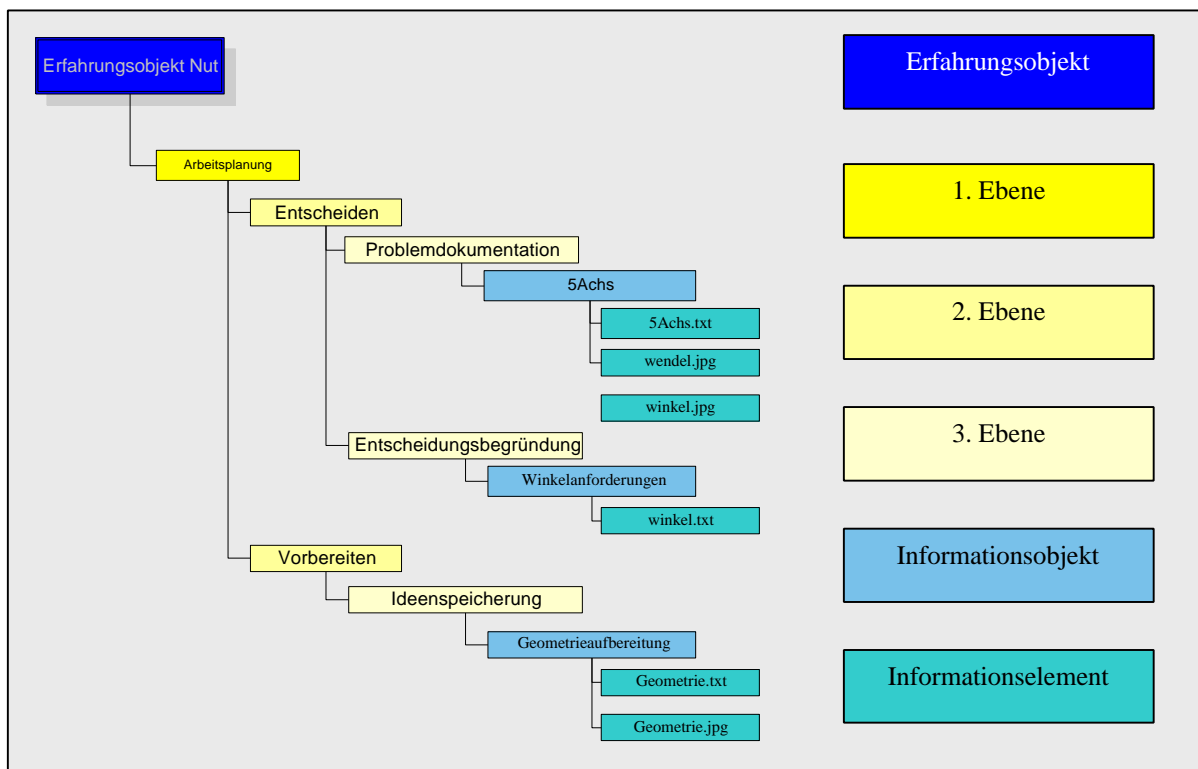 Erfahrungsobjekt Nut
Arbeitsplanung
Entscheiden
Problemdokumentation
5Achs
5Achs.txt
wendel.jpg
winkel.jpg
Entscheidungsbegründung
Winkelanforderungen
winkel.txt
Vorbereiten
Ideenspeicherung
Geometrieaufbereitung
Geometrie.txt
Geometrie.jpg
Erfahrungsobjekt
1. Ebene
2. Ebene
3. Ebene
Informationsobjekt
Informationselement